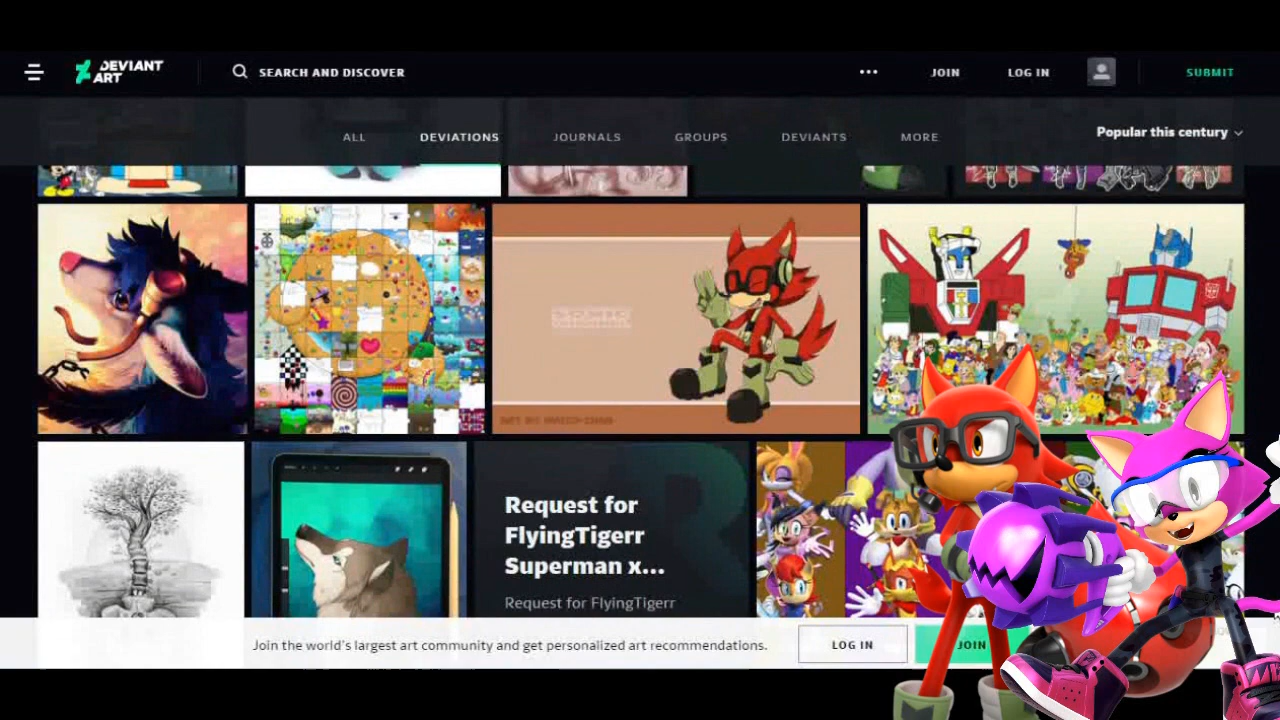 DEVIANT
ART
SEARCH AND DISCOVER
JOIN
LOG IN
SUBMIT
ALL
DEVIATIONS
JOURNALS
GROUPS
DEVIANTS
MORE
Popular this century
THE
END
Request for
FlyingTigerr
Superman x...
Request for FlyingTigerr
Join the world's largest art community and get personalized art recommendations.
LOG IN
JOIN